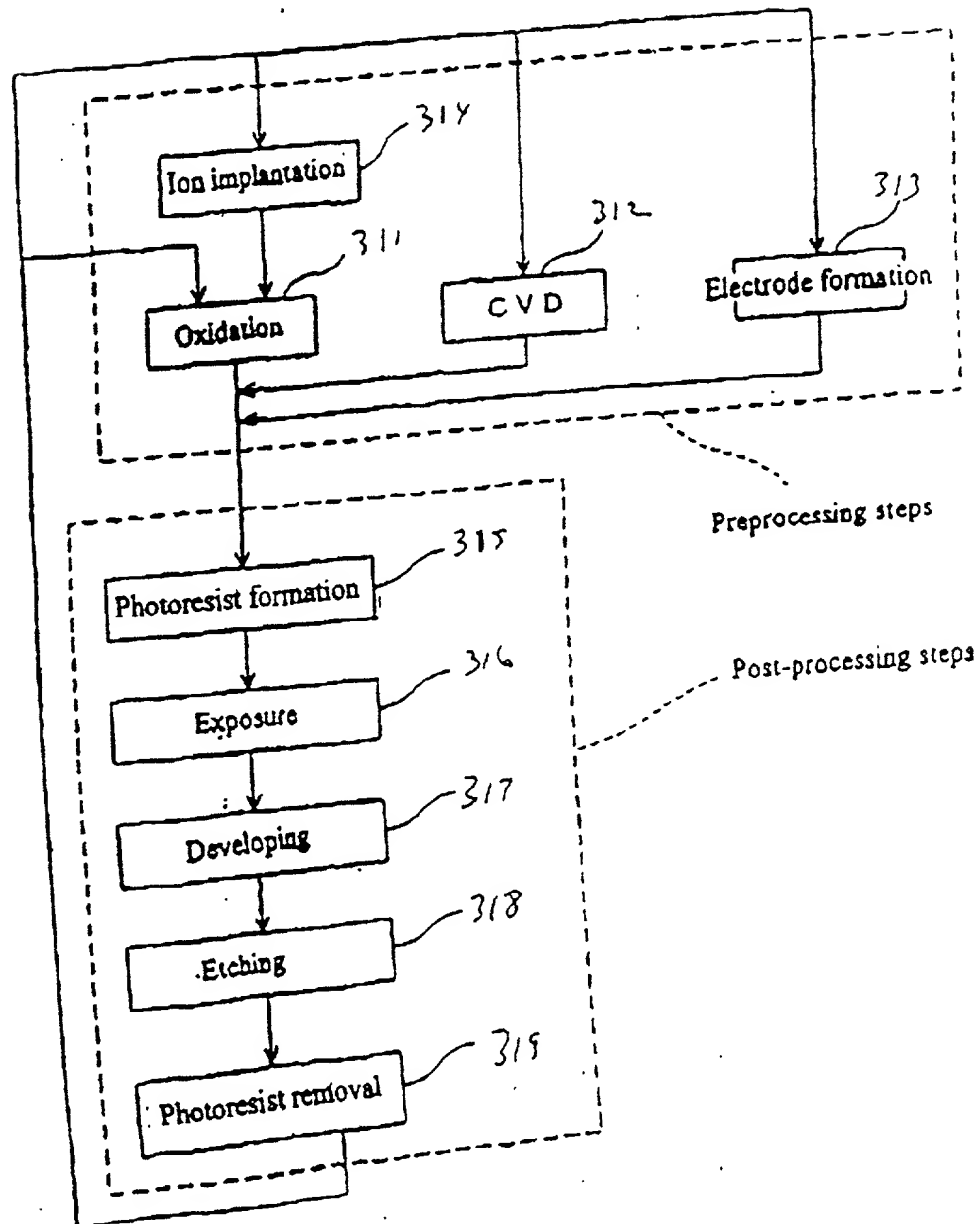 314
Ion implantation
313
312
311
Electrode formation
CVD
Oxidation
Preprocessing steps
315
Photoresist formation
Post-processing steps
316
Exposure
317
Developing
318
Etching
319
Photoresist removal